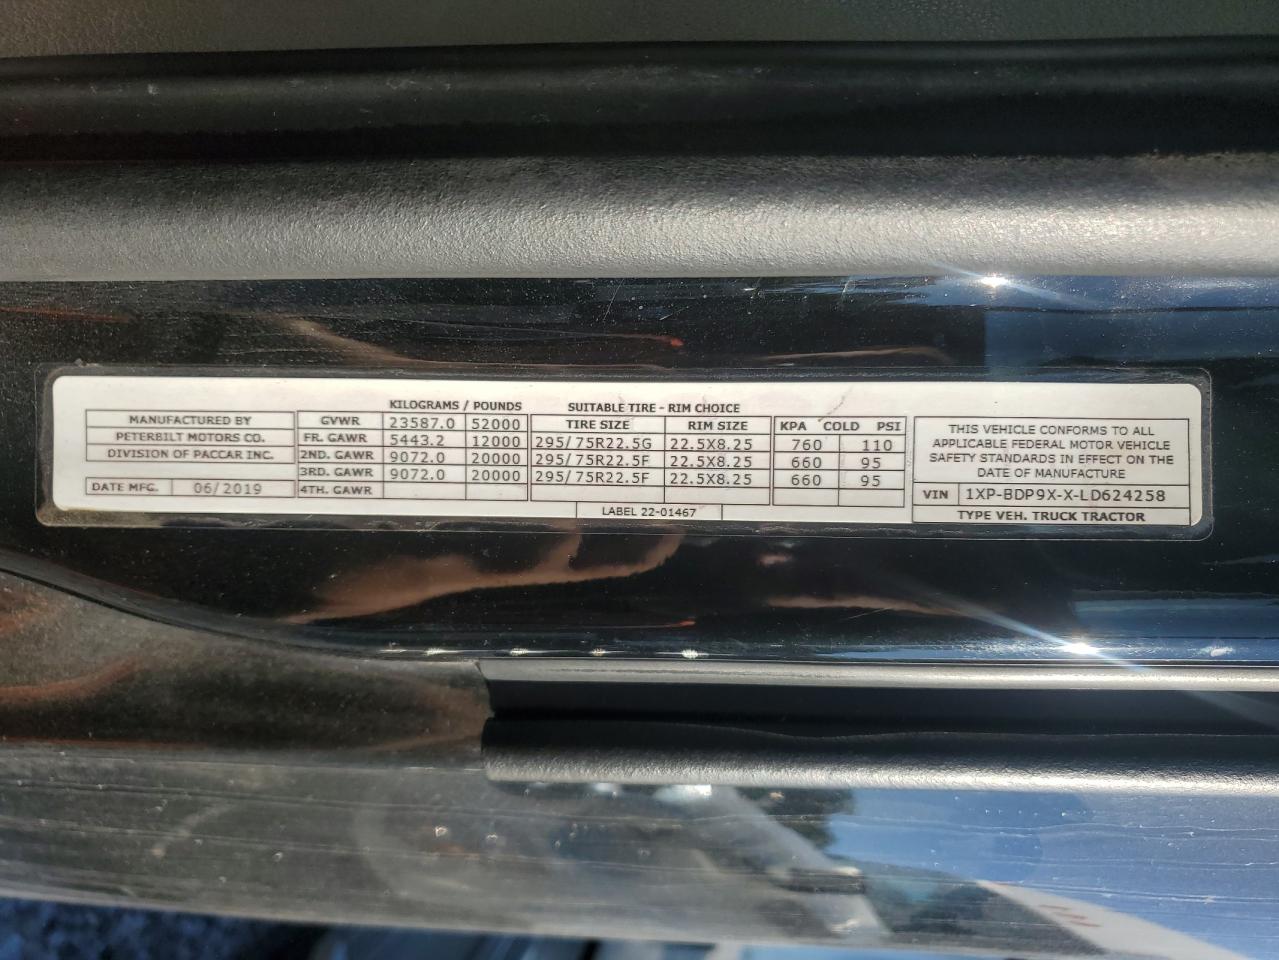 KILOGRAMS / POUNDS SUITABLE TIRE - RIM CHOICE
MANUFACTURED BY
PETERBILT MOTORS CO.
DIVISION OF PACCAR INC.
DATE MFG. 06/2019
GVWR 23587.0 52000 TIRE SIZE RIM SIZE KPA COLD PSI
FR. GAWR 5443.2 12000 295/75R22.5G 22.5X8.25 760 110
2ND. GAWR 9072.0 20000 295/75R22.5F 22.5X8.25 660 95
3RD. GAWR 9072.0 20000 295/75R22.5F 22.5X8.25 660 95
4TH. GAWR
LABEL 22-01467
THIS VEHICLE CONFORMS TO ALL
APPLICABLE FEDERAL MOTOR VEHICLE
SAFETY STANDARDS IN EFFECT ON THE
DATE OF MANUFACTURE
VIN 1XP-BDP9X-X-LD624258
TYPE VEH. TRUCK TRACTOR